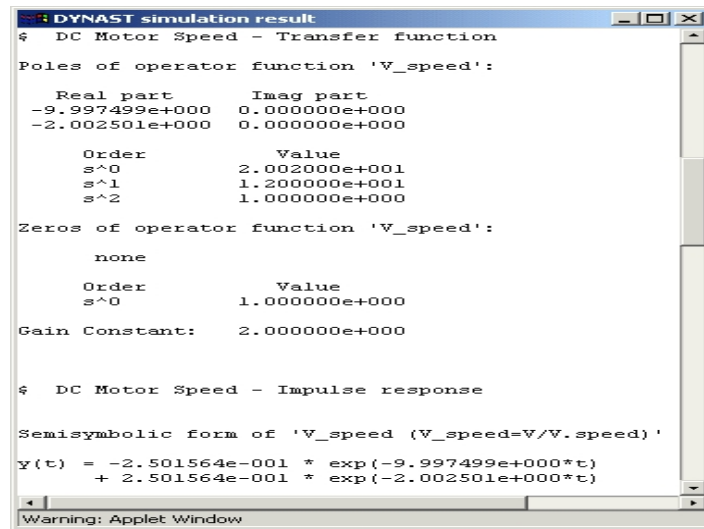 DYNAST simulation result
$ DC Motor Speed - Transfer function
Poles of operator function 'V_speed':
Real part Imag part
-9.997499e+000 0.000000e+000
-2.002501e+000 0.000000e+000
Order Value
s^0 2.002000e+001
s^1 1.200000e+001
s^2 1.000000e+000
Zeros of operator function 'V_speed':
none
Order Value
s^0 1.000000e+000
Gain Constant: 2.000000e+000
$ DC Motor Speed - Impulse response
Semisymbolic form of 'V_speed (V_speed=V/V.speed)'
y(t) = -2.501564e-001 * exp(-9.997499e+000*t)
+ 2.501564e-001 * exp(-2.002501e+000*t)
Warning: Applet Window